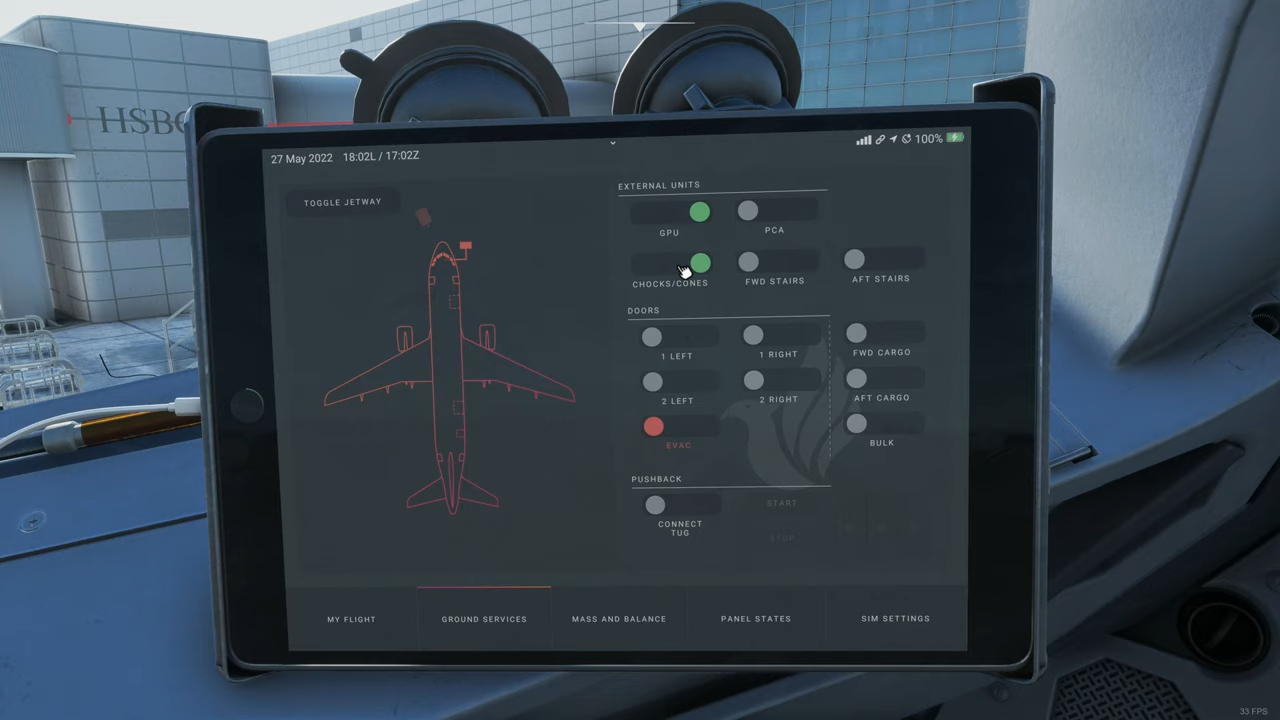 HSBC
27 May 2022 18:02L / 17:02Z
100%
TOGGLE JETWAY
EXTERNAL UNITS
GPU
PCA
CHOCKS/CONES
FWD STAIRS
AFT STAIRS
DOORS
1 LEFT
1 RIGHT
FWD CARGO
2 LEFT
2 RIGHT
AFT CARGO
EVAC
BULK
PUSHBACK
START
CONNECT
TUG
STOP
MY FLIGHT
GROUND SERVICES
MASS AND BALANCE
PANEL STATES
SIM SETTINGS
33 FPS